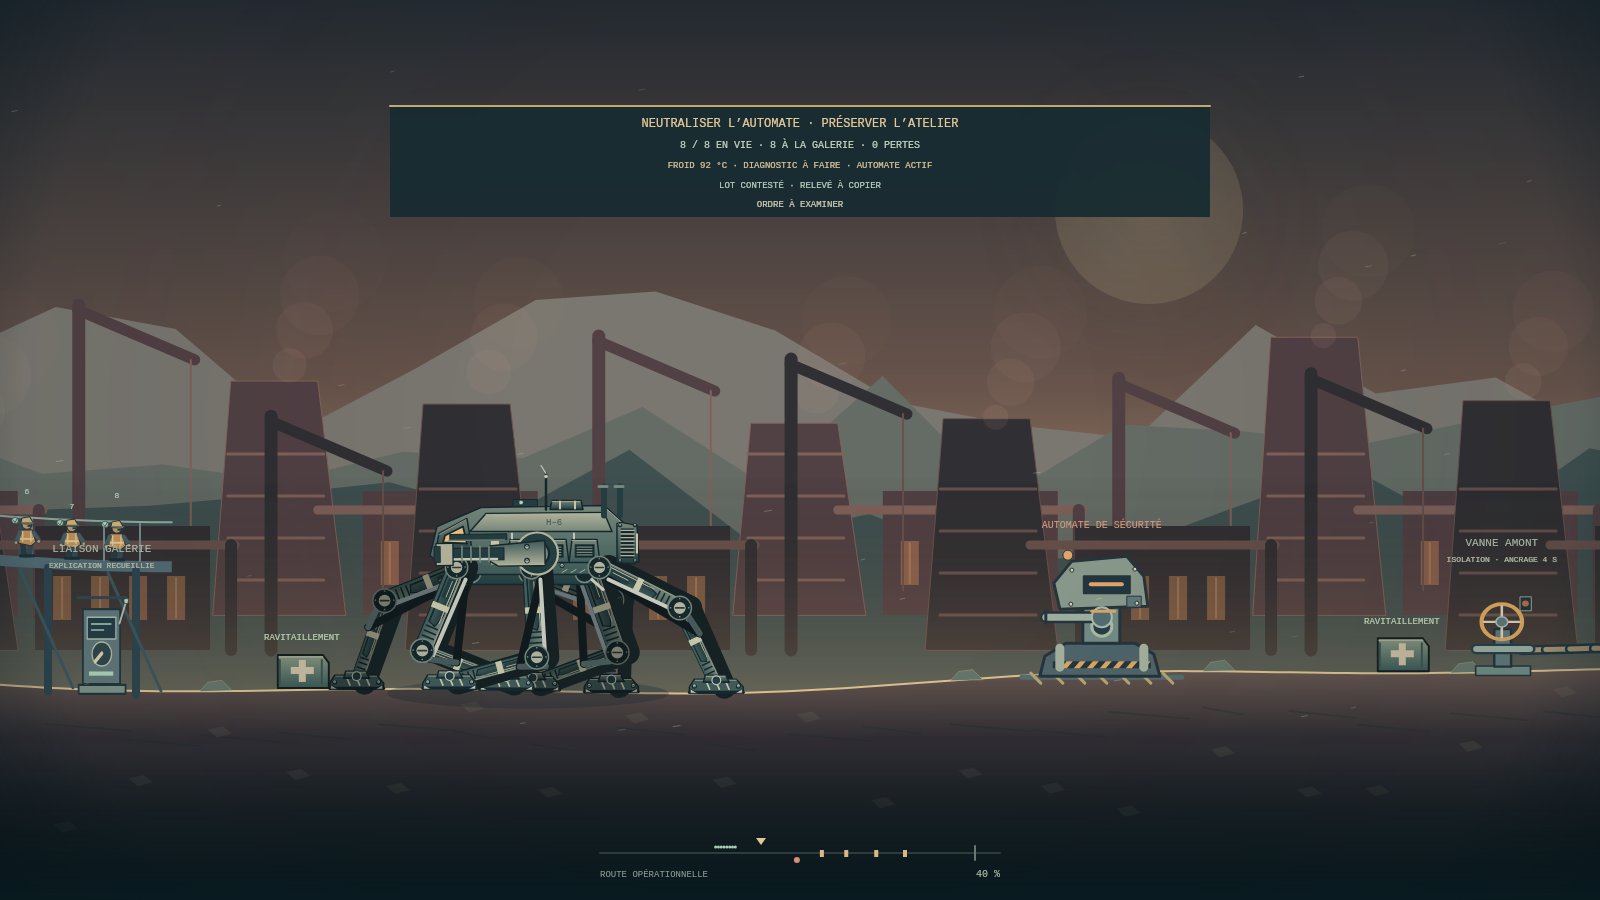 NEUTRALISER L’AUTOMATE · PRÉSERVER L’ATELIER
8 / 8 EN VIE · 8 À LA GALERIE · 0 PERTES
FROID 92 °C · DIAGNOSTIC À FAIRE · AUTOMATE ACTIF
LOT CONTESTÉ · RELEVÉ À COPIER
ORDRE À EXAMINER
6
7
8
LIAISON GALERIE
EXPLICATION RECUEILLIE
H-6
AUTOMATE DE SÉCURITÉ
VANNE AMONT
ISOLATION · ANCRAGE 4 S
RAVITAILLEMENT
RAVITAILLEMENT
ROUTE OPÉRATIONNELLE
40 %